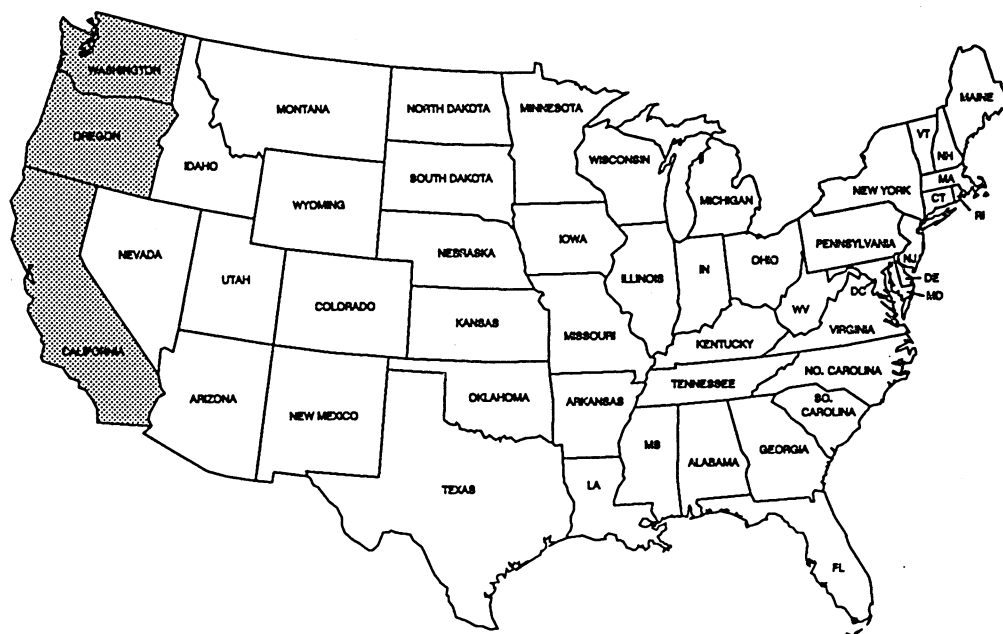 WASHINGTON
OREGON
CALIFORNIA
IDAHO
NEVADA
MONTANA
WYOMING
UTAH
COLORADO
ARIZONA
NEW MEXICO
NORTH DAKOTA
SOUTH DAKOTA
NEBRASKA
KANSAS
OKLAHOMA
TEXAS
MINNESOTA
IOWA
MISSOURI
ARKANSAS
LA
WISCONSIN
ILLINOIS
MICHIGAN
IN
OHIO
KENTUCKY
TENNESSEE
MS
ALABAMA
GEORGIA
FL
SO.
CAROLINA
NO. CAROLINA
VIRGINIA
WV
DC
MD
DE
NJ
PENNSYLVANIA
NEW YORK
CT
RI
MA
VT
NH
MAINE